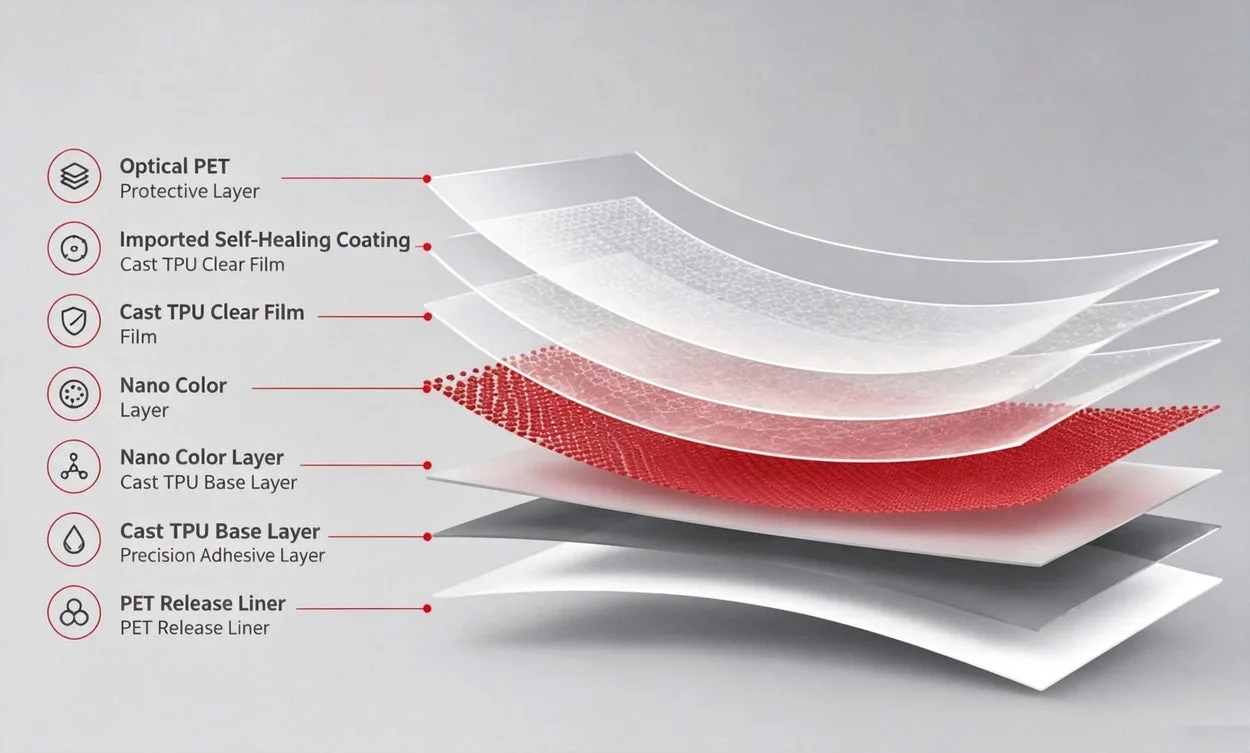 Optical PET
Protective Layer
Imported Self-Healing Coating
Cast TPU Clear Film
Cast TPU Clear Film
Film
Nano Color
Layer
Nano Color Layer
Cast TPU Base Layer
Cast TPU Base Layer
Precision Adhesive Layer
PET Release Liner
PET Release Liner